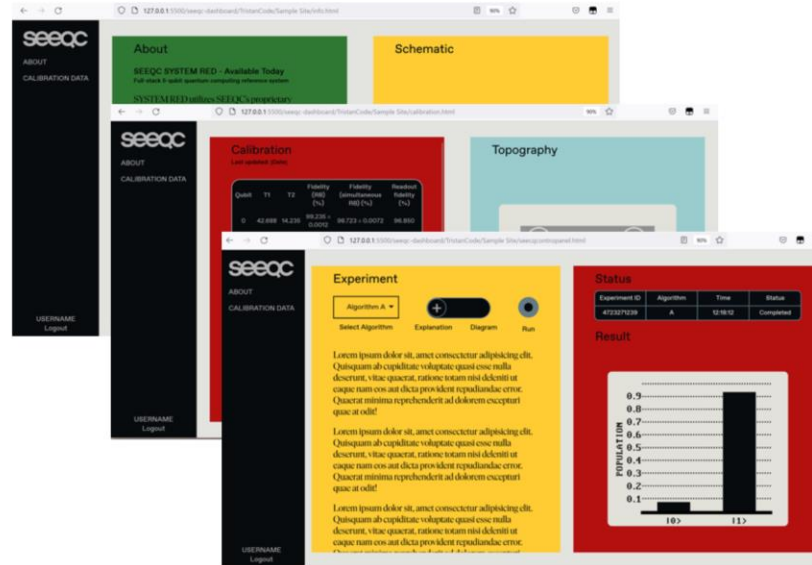 127.0.0.1:5500/seeqc-dashboard/TristanCode/Sample Site/info.html
90%
SEEQC
ABOUT
CALIBRATION DATA
USERNAME
Logout
About
SEEQC SYSTEM RED - Available Today
Full-stack 5-qubit quantum computing reference system
SYSTEM RED utilizes SEEQC's proprietary
Schematic
127.0.0.1:5500/seeqc-dashboard/TristanCode/Sample Site/calibration.html
90%
SEEQC
ABOUT
CALIBRATION DATA
USERNAME
Logout
Calibration
Last updated: (Date)
Qubit T1 T2 Fidelity (RB) (%) Fidelity (simultaneous RB) (%) Readout fidelity (%)
0 42.688 14.235 99.235 ± 0.0012 98.723 ± 0.0072 96.850
Topography
127.0.0.1:5500/seeqc-dashboard/TristanCode/Sample Site/seeqccontrolpanel.html
90%
SEEQC
ABOUT
CALIBRATION DATA
USERNAME
Logout
Experiment
Algorithm A
Select Algorithm Explanation Diagram Run
Lorem ipsum dolor sit, amet consectetur adipisicing elit.
Quisquam ab cupiditate voluptate quasi esse nulla
deserunt, vitae quaerat, ratione totam nisi deleniti ut
eaque nam eos aut dicta provident repudiandae error.
Quaerat minima reprehenderit ad dolorem excepturi
quae at odit!
Lorem ipsum dolor sit, amet consectetur adipisicing elit.
Quisquam ab cupiditate voluptate quasi esse nulla
deserunt, vitae quaerat, ratione totam nisi deleniti ut
eaque nam eos aut dicta provident repudiandae error.
Quaerat minima reprehenderit ad dolorem excepturi
quae at odit!
Lorem ipsum dolor sit, amet consectetur adipisicing elit.
Quisquam ab cupiditate voluptate quasi esse nulla
deserunt, vitae quaerat, ratione totam nisi deleniti ut
eaque nam eos aut dicta provident repudiandae error.
Status
Experiment ID Algorithm Time Status
4723271239 A 12:16:12 Completed
Result
POPULATION
0.9
0.8
0.7
0.6
0.5
0.4
0.3
0.2
0.1
|0> |1>